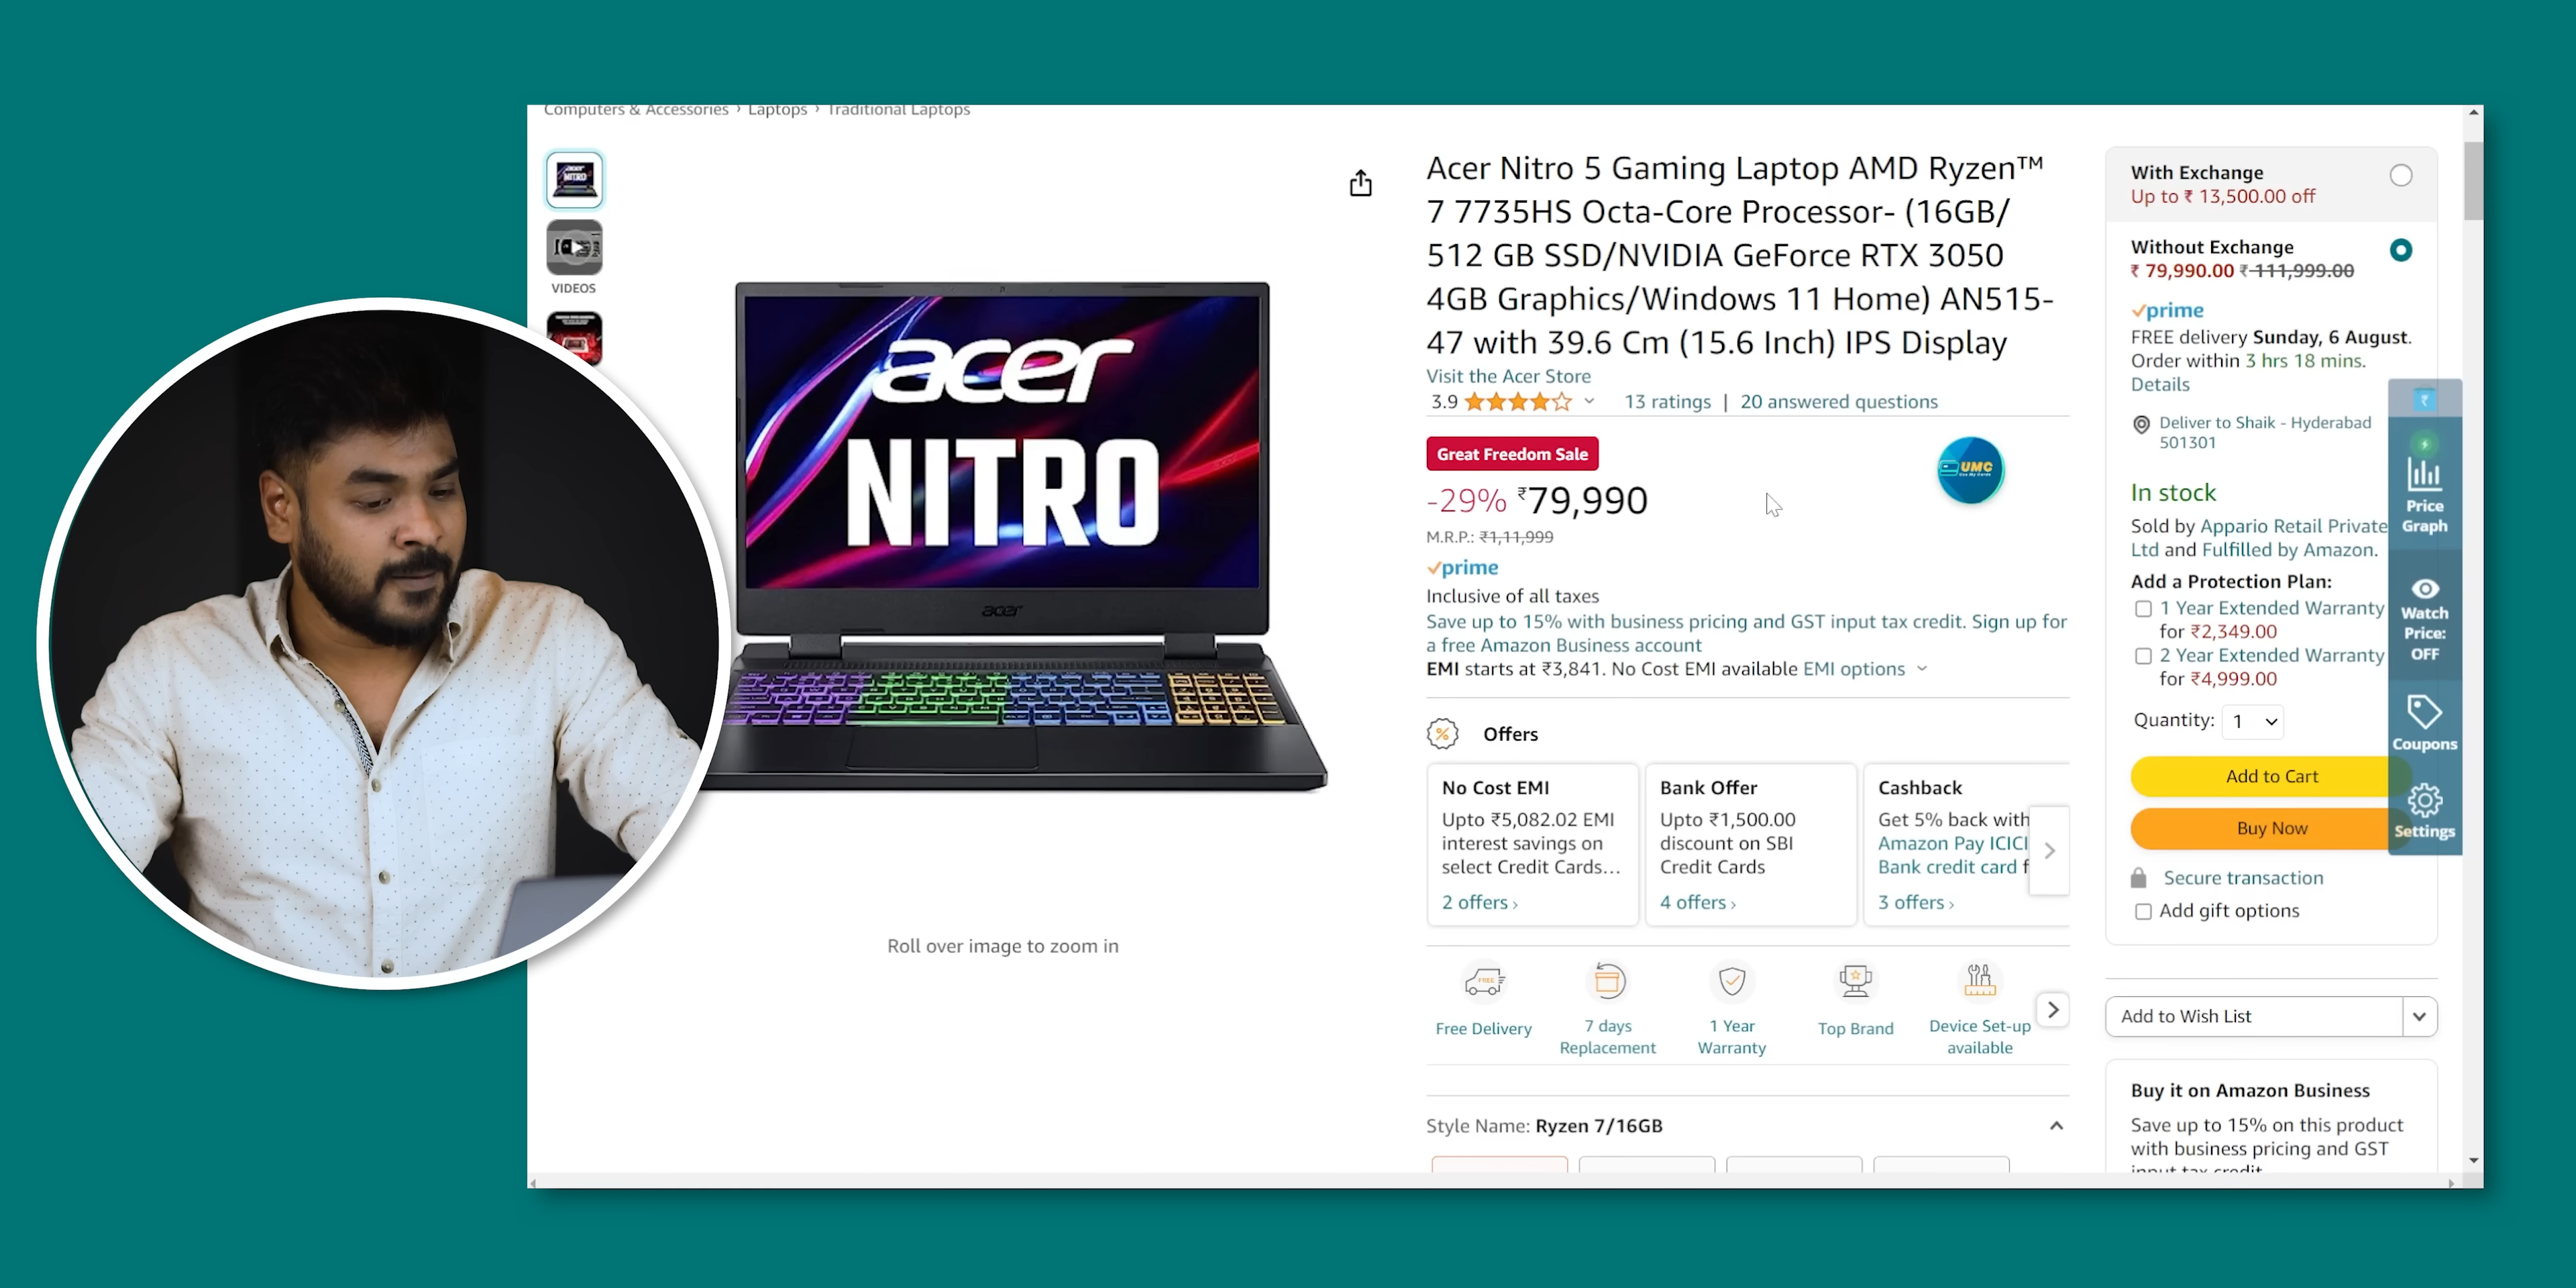 Computers & Accessories › Laptops › Traditional Laptops
VIDEOS
acer
NITRO
acer
Roll over image to zoom in
Acer Nitro 5 Gaming Laptop AMD Ryzen™
7 7735HS Octa-Core Processor- (16GB/
512 GB SSD/NVIDIA GeForce RTX 3050
4GB Graphics/Windows 11 Home) AN515-
47 with 39.6 Cm (15.6 Inch) IPS Display
Visit the Acer Store
3.9 13 ratings | 20 answered questions
Great Freedom Sale
UMC
-29% ₹79,990
M.R.P.: ₹1,11,999
prime
Inclusive of all taxes
Save up to 15% with business pricing and GST input tax credit. Sign up for
a free Amazon Business account
EMI starts at ₹3,841. No Cost EMI available EMI options
Offers
No Cost EMI
Upto ₹5,082.02 EMI
interest savings on
select Credit Cards...
2 offers ›
Bank Offer
Upto ₹1,500.00
discount on SBI
Credit Cards
4 offers ›
Cashback
Get 5% back with
Amazon Pay ICICI
Bank credit card f
3 offers ›
FREE
Free Delivery
7 days
Replacement
1 Year
Warranty
Top Brand
Device Set-up
available
Style Name: Ryzen 7/16GB
With Exchange
Up to ₹ 13,500.00 off
Without Exchange
₹ 79,990.00 ₹ 111,999.00
prime
FREE delivery Sunday, 6 August.
Order within 3 hrs 18 mins.
Details
Deliver to Shaik - Hyderabad
501301
In stock
Sold by Appario Retail Private
Ltd and Fulfilled by Amazon.
Add a Protection Plan:
1 Year Extended Warranty
for ₹2,349.00
2 Year Extended Warranty
for ₹4,999.00
Quantity: 1
Add to Cart
Buy Now
Secure transaction
Add gift options
Add to Wish List
Buy it on Amazon Business
Save up to 15% on this product
with business pricing and GST
input tax credit
₹
Price
Graph
Watch
Price:
OFF
Coupons
Settings